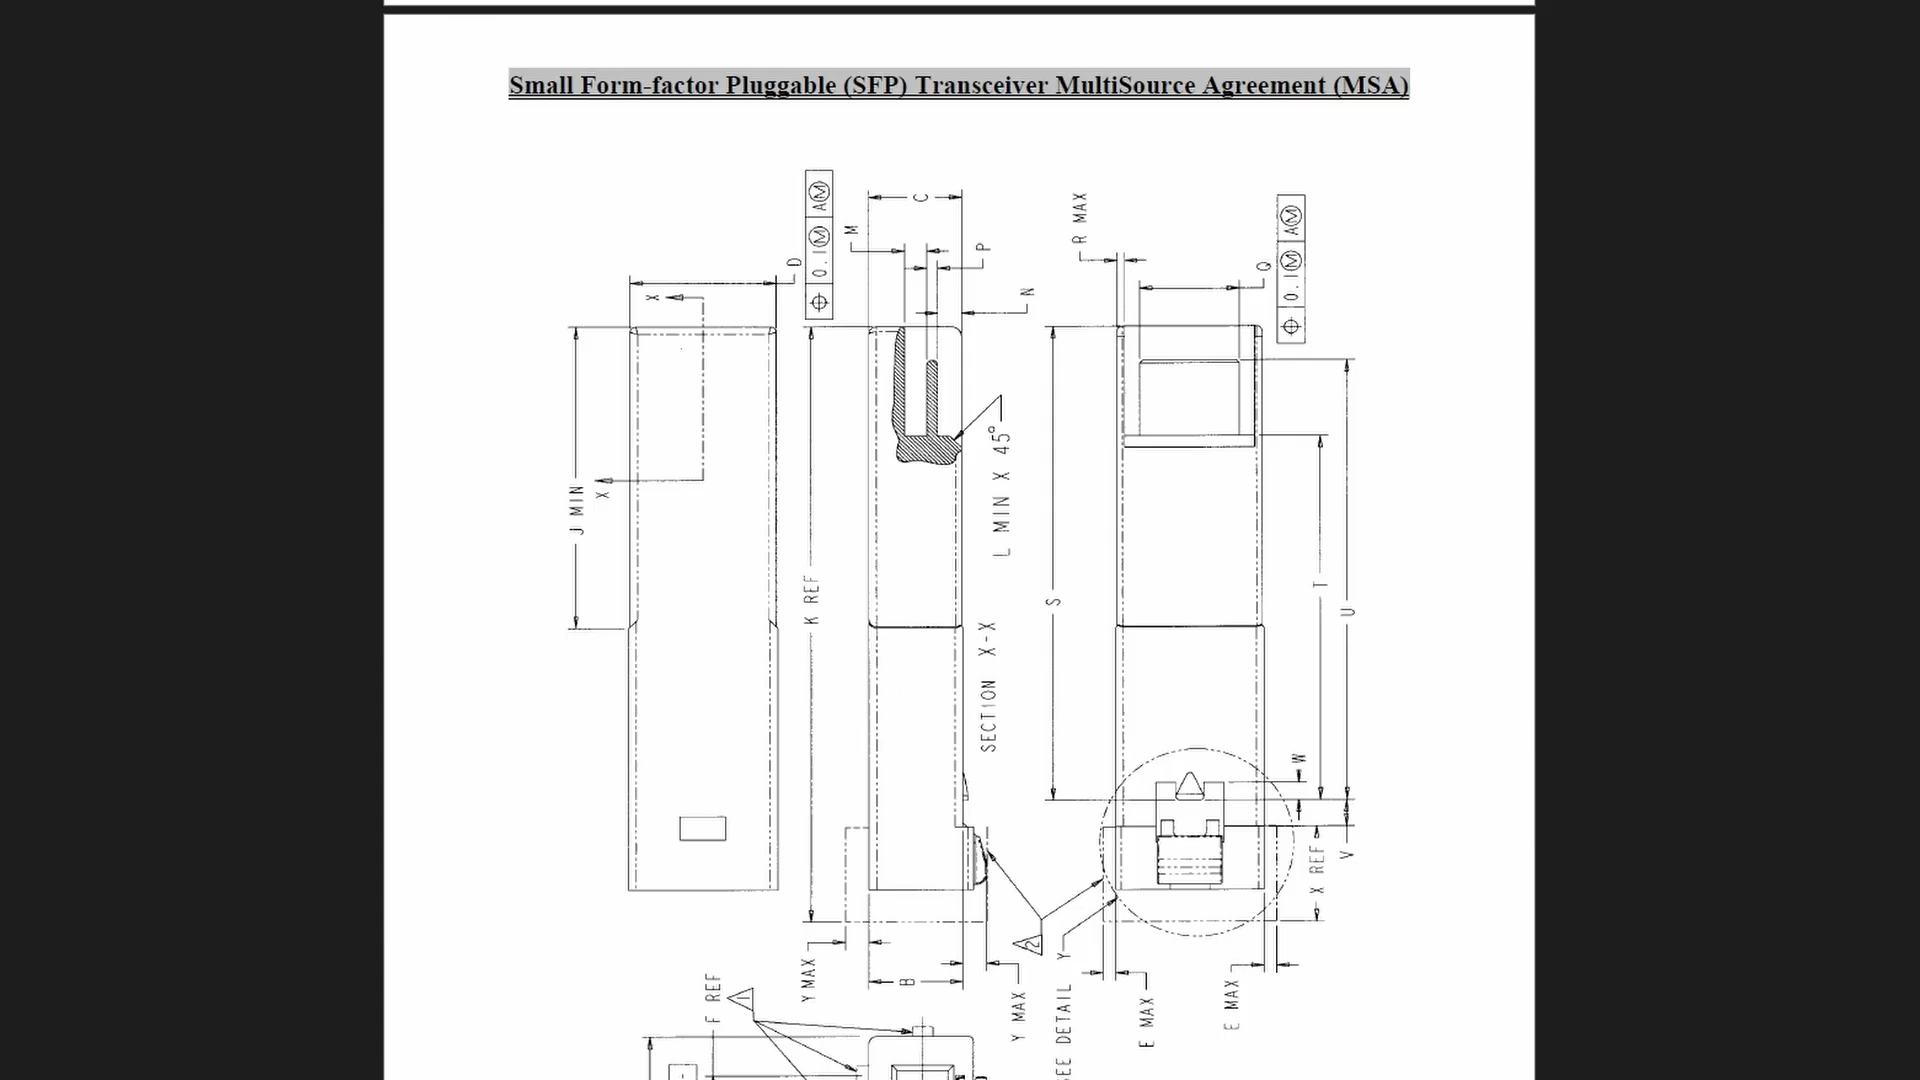 Small Form-factor Pluggable (SFP) Transceiver MultiSource Agreement (MSA)
0.1 M A M
C
R MAX
0.1 M A M
M
P
D
Q
X
N
J MIN
X
L MIN X 45°
K REF
S
T
U
SECTION X-X
W
V
X REF
2
Y MAX
B
Y MAX
SEE DETAIL Y
E MAX
E MAX
F REF
1